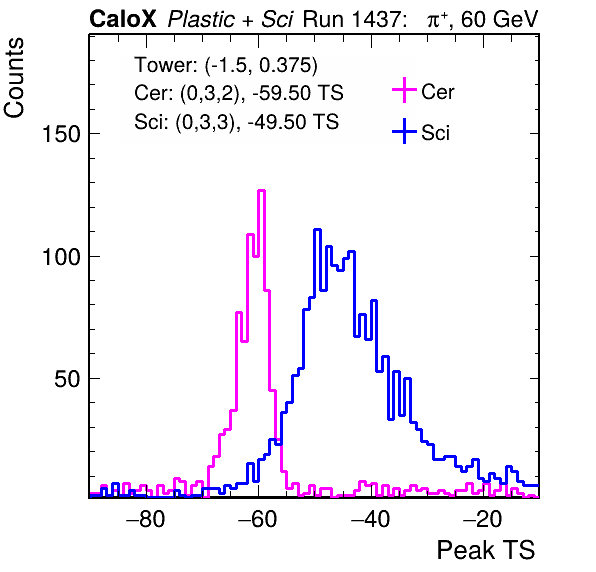 CaloX Plastic + Sci Run 1437: π⁺, 60 GeV
Counts
Tower: (-1.5, 0.375)
Cer: (0,3,2), -59.50 TS
Sci: (0,3,3), -49.50 TS
Cer
Sci
150
100
50
−80 −60 −40 −20
Peak TS